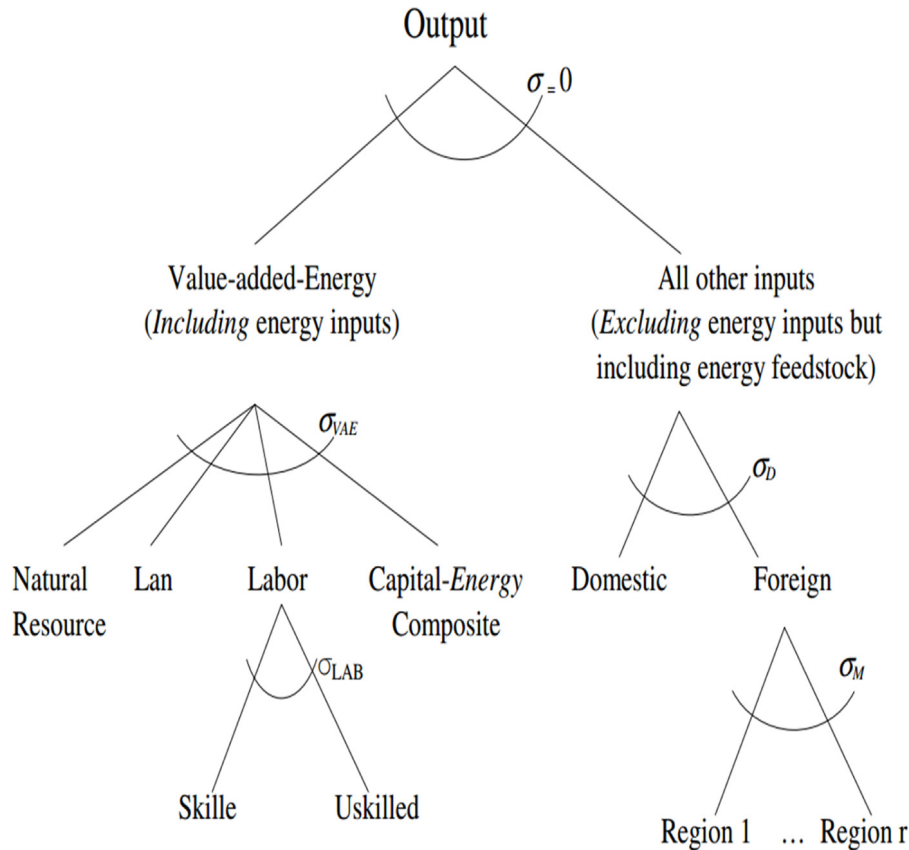 Output
σ=0
Value-added-Energy
(Including energy inputs)
All other inputs
(Excluding energy inputs but
including energy feedstock)
σVAE
σD
Natural
Resource
Lan
Labor
Capital-Energy
Composite
Domestic
Foreign
σLAB
σM
Skille
Uskilled
Region 1 ... Region r